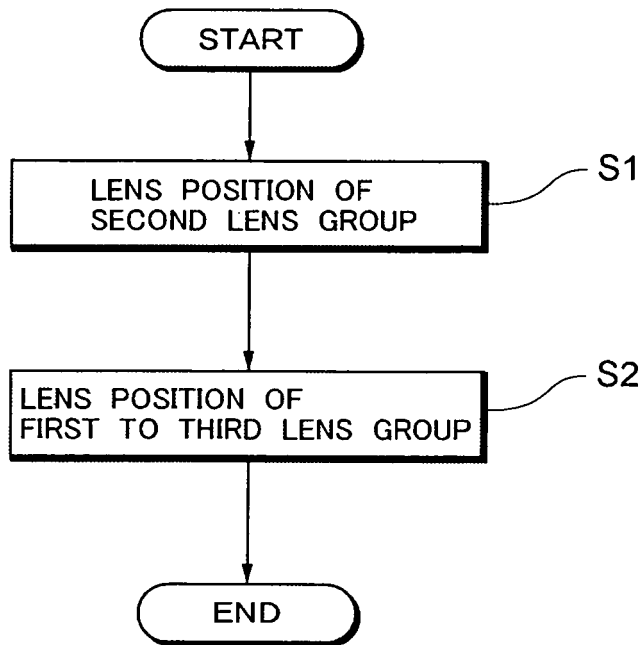 START
LENS POSITION OF
SECOND LENS GROUP
S1
LENS POSITION OF
FIRST TO THIRD LENS GROUP
S2
END